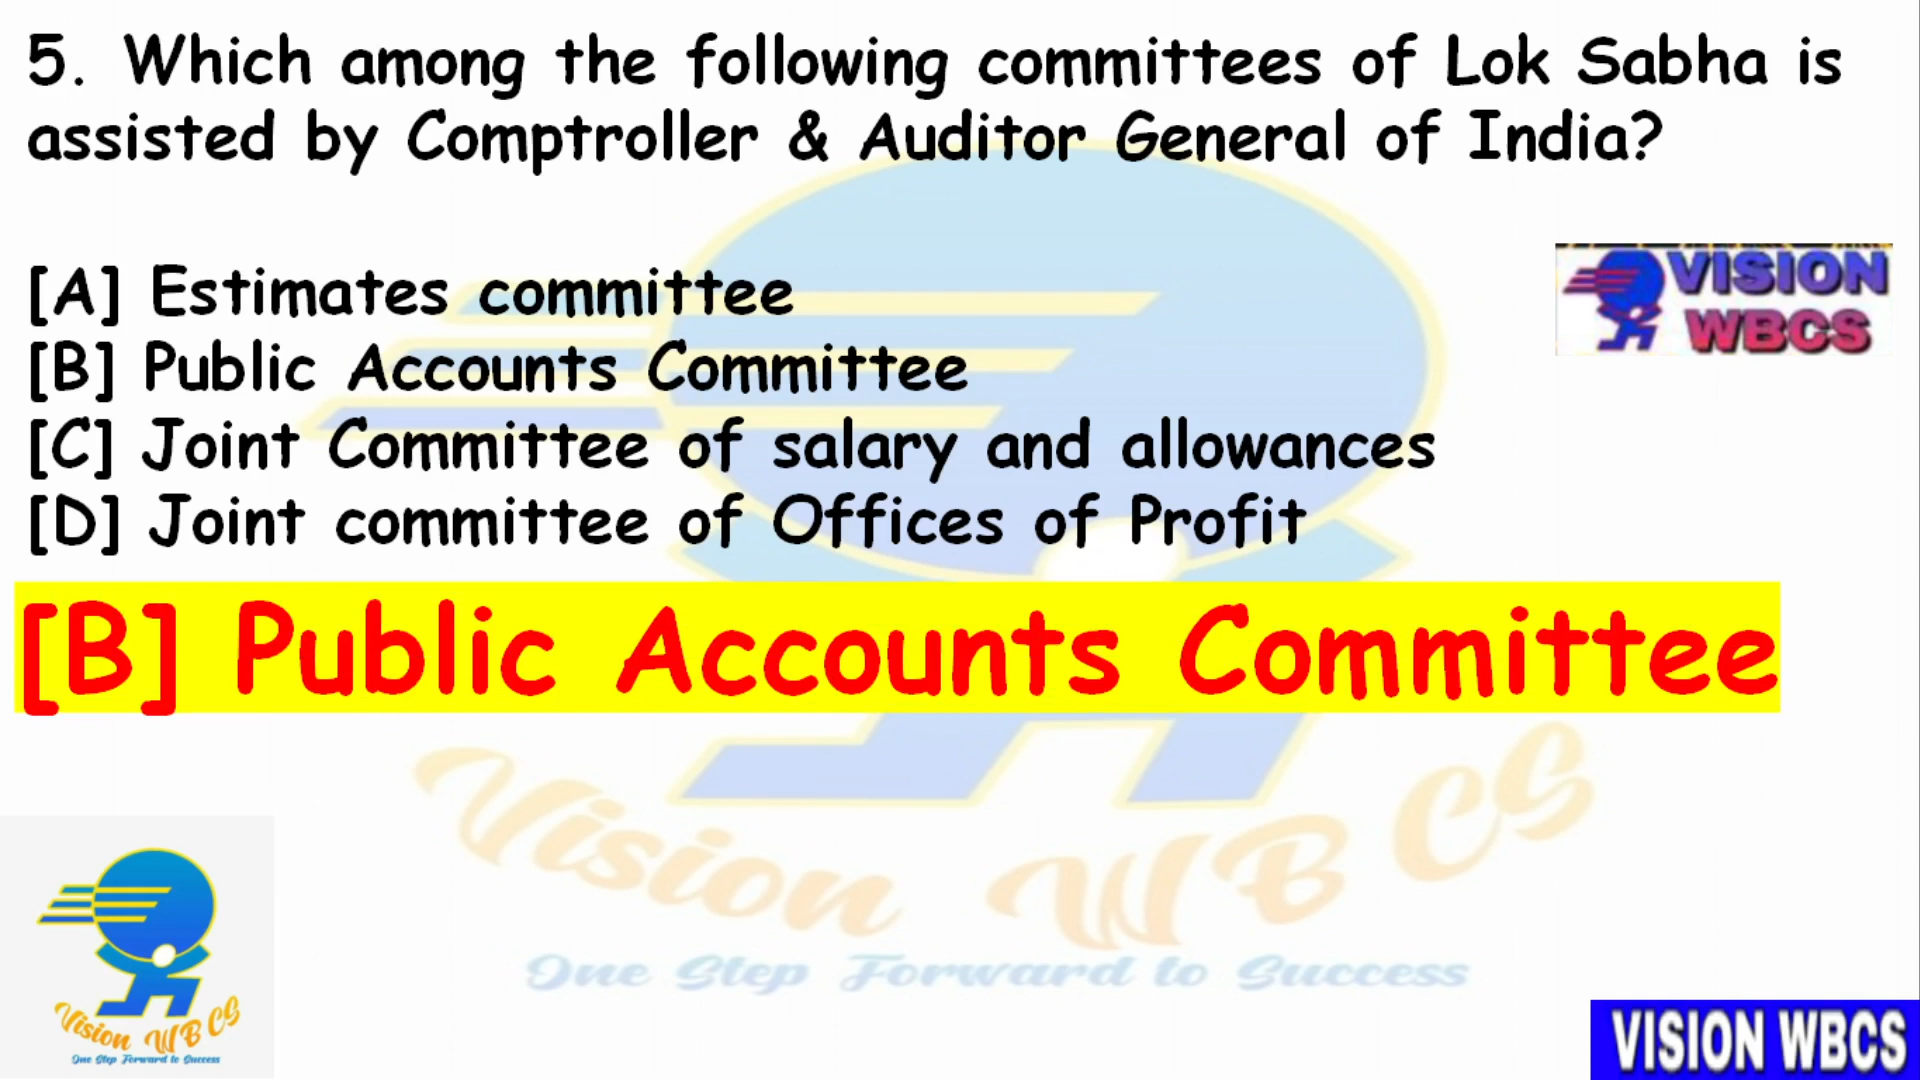 5. Which among the following committees of Lok Sabha is
assisted by Comptroller & Auditor General of India?
[A] Estimates committee
[B] Public Accounts Committee
[C] Joint Committee of salary and allowances
[D] Joint committee of Offices of Profit
VISION
WBCS
[B] Public Accounts Committee
Vision WBCS
One Step Forward to Success
Vision WBCS
One Step Forward to Success
VISION WBCS